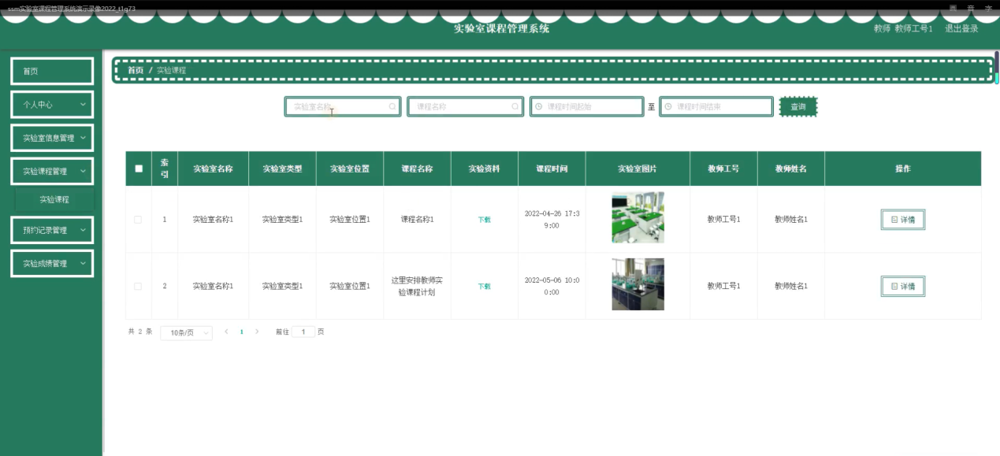 ssm实验室课程管理系统演示录像2022_t1g73
画 音 字
实验室课程管理系统
教师 教师工号1 退出登录
首页
个人中心
实验室信息管理
实验课程管理
实验课程
预约记录管理
实验成绩管理
首页 / 实验课程
实验室名称 课程名称 课程时间起始 至 课程时间结束 查询
索引 实验室名称 实验室类型 实验室位置 课程名称 实验资料 课程时间 实验室图片 教师工号 教师姓名 操作
1 实验室名称1 实验室类型1 实验室位置1 课程名称1 下载 2022-04-26 17:39:00 教师工号1 教师姓名1 详情
2 实验室名称1 实验室类型1 实验室位置1 这里安排教师实验课程计划 下载 2022-05-06 10:00:00 教师工号1 教师姓名1 详情
共 2 条 10条/页 1 前往 1 页